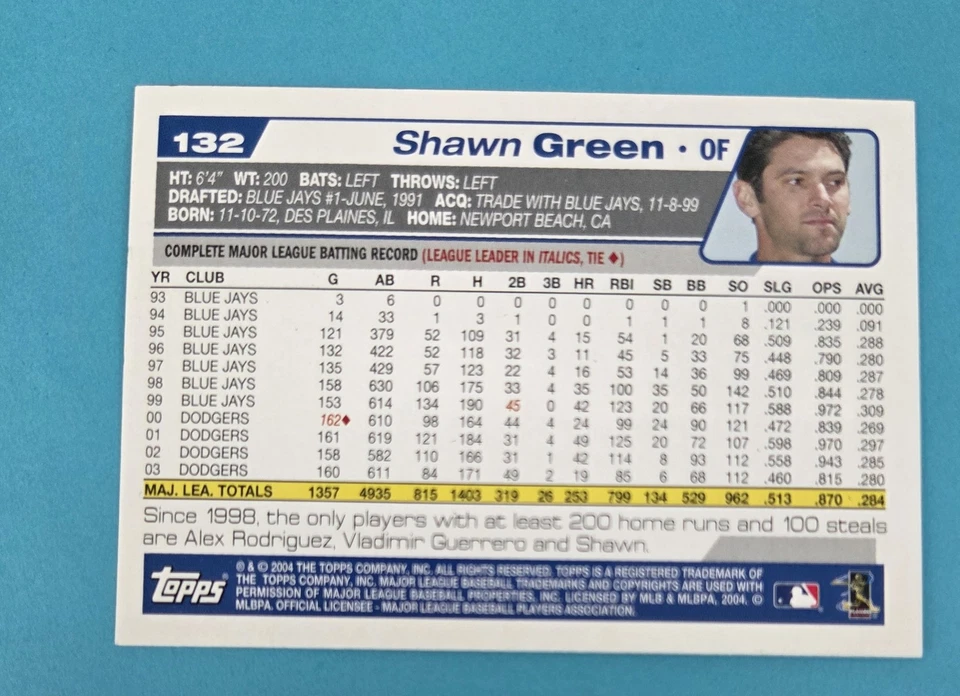 132 Shawn Green • OF
HT: 6'4" WT: 200 BATS: LEFT THROWS: LEFT
DRAFTED: BLUE JAYS #1-JUNE, 1991 ACQ: TRADE WITH BLUE JAYS, 11-8-99
BORN: 11-10-72, DES PLAINES, IL HOME: NEWPORT BEACH, CA
COMPLETE MAJOR LEAGUE BATTING RECORD (LEAGUE LEADER IN ITALICS, TIE ♦)
YR CLUB G AB R H 2B 3B HR RBI SB BB SO SLG OPS AVG
93 BLUE JAYS 3 6 0 0 0 0 0 0 0 0 1 .000 .000 .000
94 BLUE JAYS 14 33 1 3 1 0 0 1 1 1 8 .121 .239 .091
95 BLUE JAYS 121 379 52 109 31 4 15 54 1 20 68 .509 .835 .288
96 BLUE JAYS 132 422 52 118 32 3 11 45 5 33 75 .448 .790 .280
97 BLUE JAYS 135 429 57 123 22 4 16 53 14 36 99 .469 .809 .287
98 BLUE JAYS 158 630 106 175 33 4 35 100 35 50 142 .510 .844 .278
99 BLUE JAYS 153 614 134 190 45 0 42 123 20 66 117 .588 .972 .309
00 DODGERS 162♦ 610 98 164 44 4 24 99 24 90 121 .472 .839 .269
01 DODGERS 161 619 121 184 31 4 49 125 20 72 107 .598 .970 .297
02 DODGERS 158 582 110 166 31 1 42 114 8 93 112 .558 .943 .285
03 DODGERS 160 611 84 171 49 2 19 85 6 68 112 .460 .815 .280
MAJ. LEA. TOTALS 1357 4935 815 1403 319 26 253 799 134 529 962 .513 .870 .284
Since 1998, the only players with at least 200 home runs and 100 steals
are Alex Rodriguez, Vladimir Guerrero and Shawn.
topps
® & © 2004 THE TOPPS COMPANY, INC. ALL RIGHTS RESERVED. TOPPS IS A REGISTERED TRADEMARK OF
THE TOPPS COMPANY, INC. MAJOR LEAGUE BASEBALL TRADEMARKS AND COPYRIGHTS ARE USED WITH
PERMISSION OF MAJOR LEAGUE BASEBALL PROPERTIES, INC. LICENSED BY MLB & MLBPA, 2004. ©
MLBPA. OFFICIAL LICENSEE - MAJOR LEAGUE BASEBALL PLAYERS ASSOCIATION.